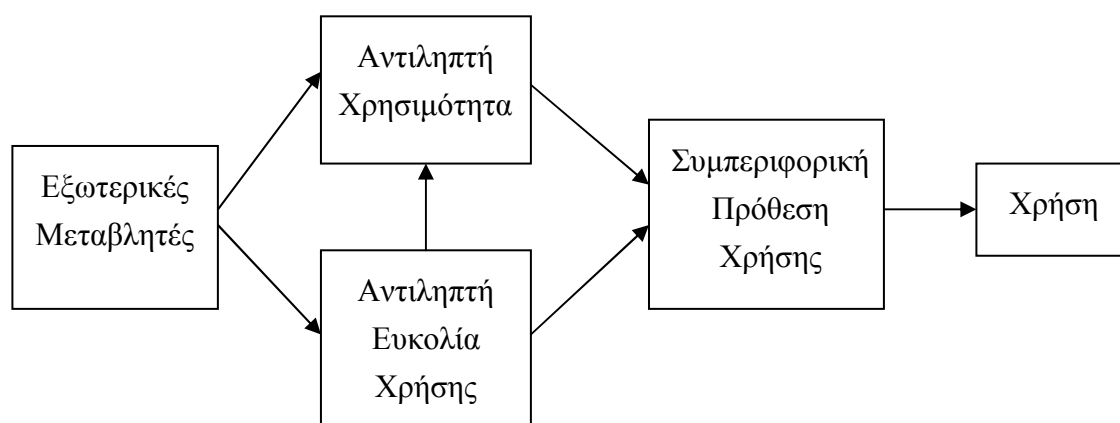 Εξωτερικές
Μεταβλητές
Αντιληπτή
Χρησιμότητα
Αντιληπτή
Ευκολία
Χρήσης
Συμπεριφορική
Πρόθεση
Χρήσης
Χρήση